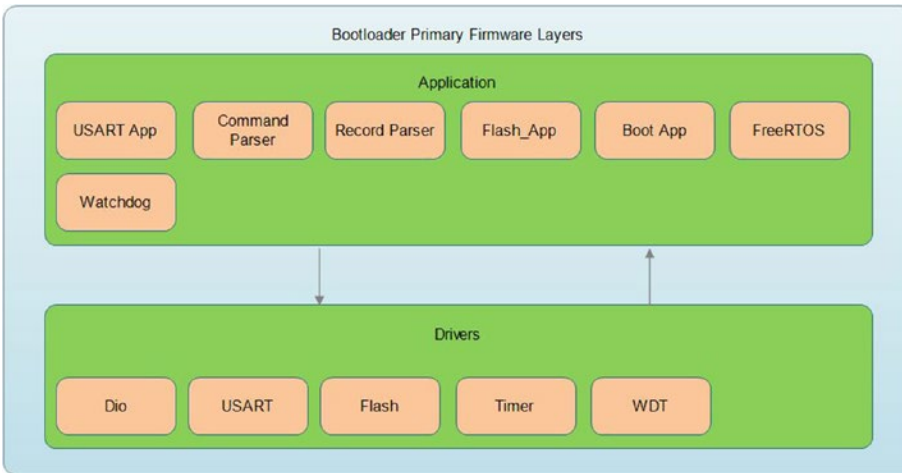 Bootloader Primary Firmware Layers
Application
USART App
Command
Parser
Record Parser
Flash_App
Boot App
FreeRTOS
Watchdog
Drivers
Dio
USART
Flash
Timer
WDT